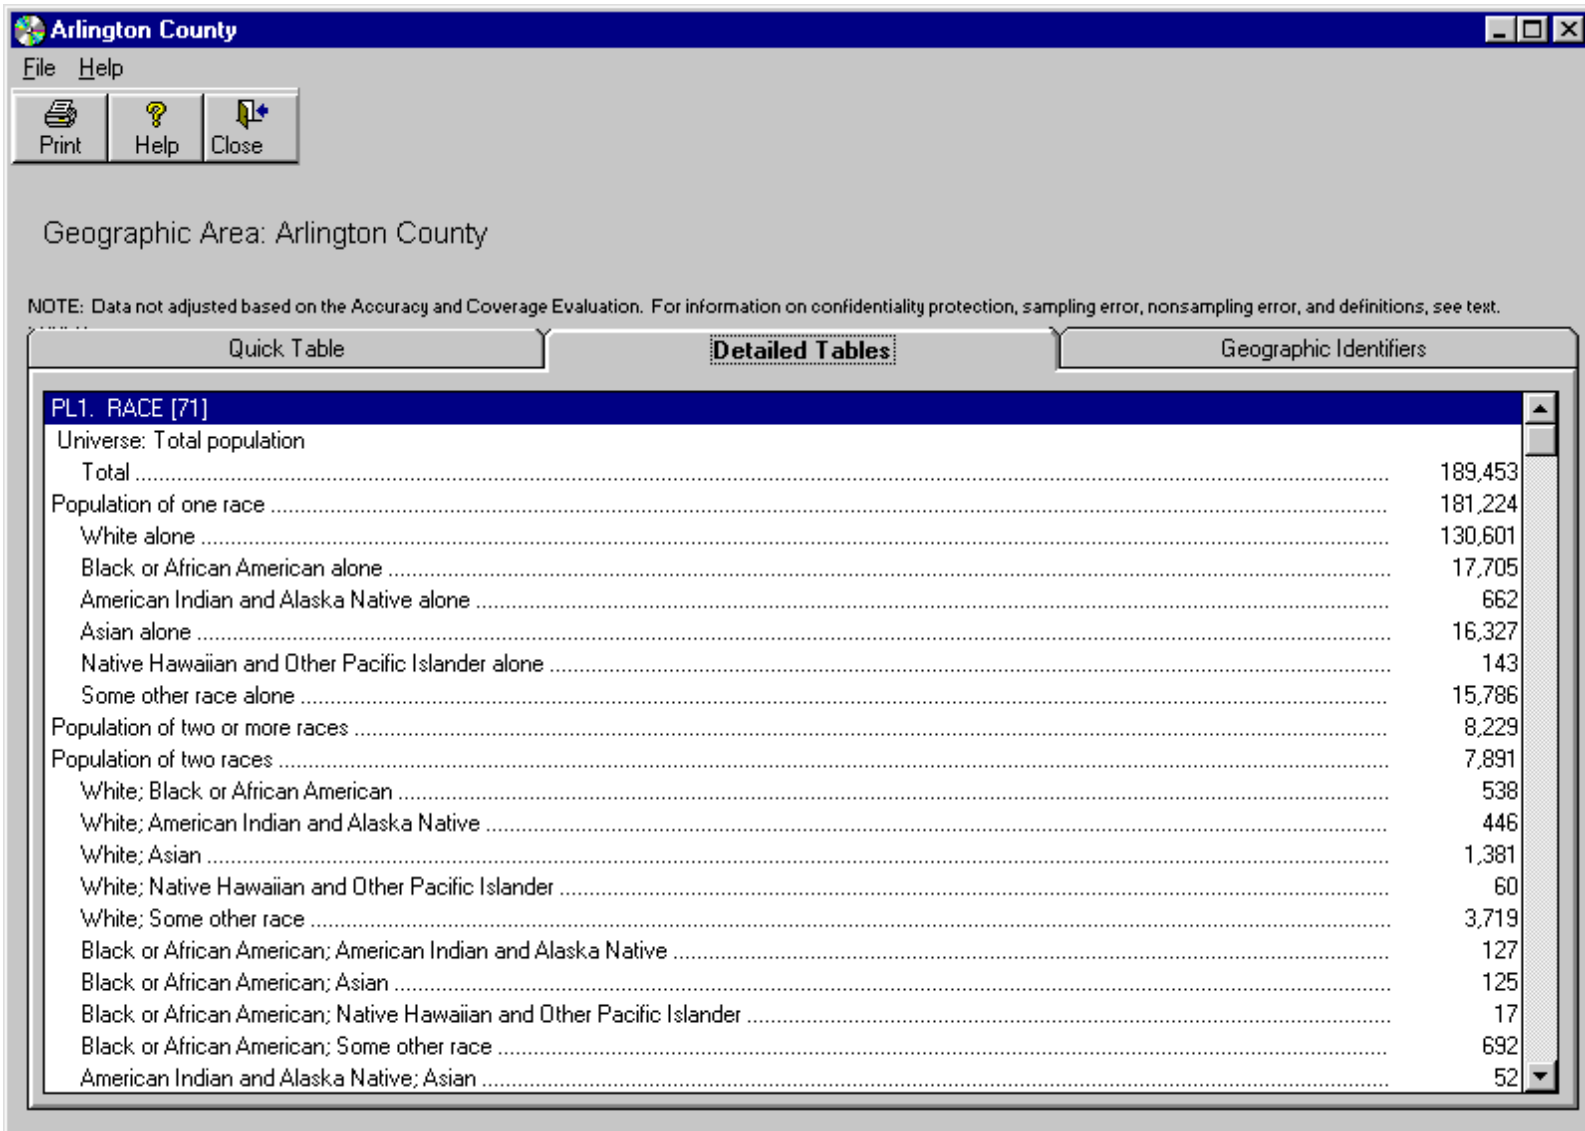 Arlington County
File Help
Print Help Close
Geographic Area: Arlington County
NOTE: Data not adjusted based on the Accuracy and Coverage Evaluation. For information on confidentiality protection, sampling error, nonsampling error, and definitions, see text.
Quick Table Detailed Tables Geographic Identifiers
PL1. RACE [71]
Universe: Total population
Total 189,453
Population of one race 181,224
White alone 130,601
Black or African American alone 17,705
American Indian and Alaska Native alone 662
Asian alone 16,327
Native Hawaiian and Other Pacific Islander alone 143
Some other race alone 15,786
Population of two or more races 8,229
Population of two races 7,891
White; Black or African American 538
White; American Indian and Alaska Native 446
White; Asian 1,381
White; Native Hawaiian and Other Pacific Islander 60
White; Some other race 3,719
Black or African American; American Indian and Alaska Native 127
Black or African American; Asian 125
Black or African American; Native Hawaiian and Other Pacific Islander 17
Black or African American; Some other race 692
American Indian and Alaska Native; Asian 52